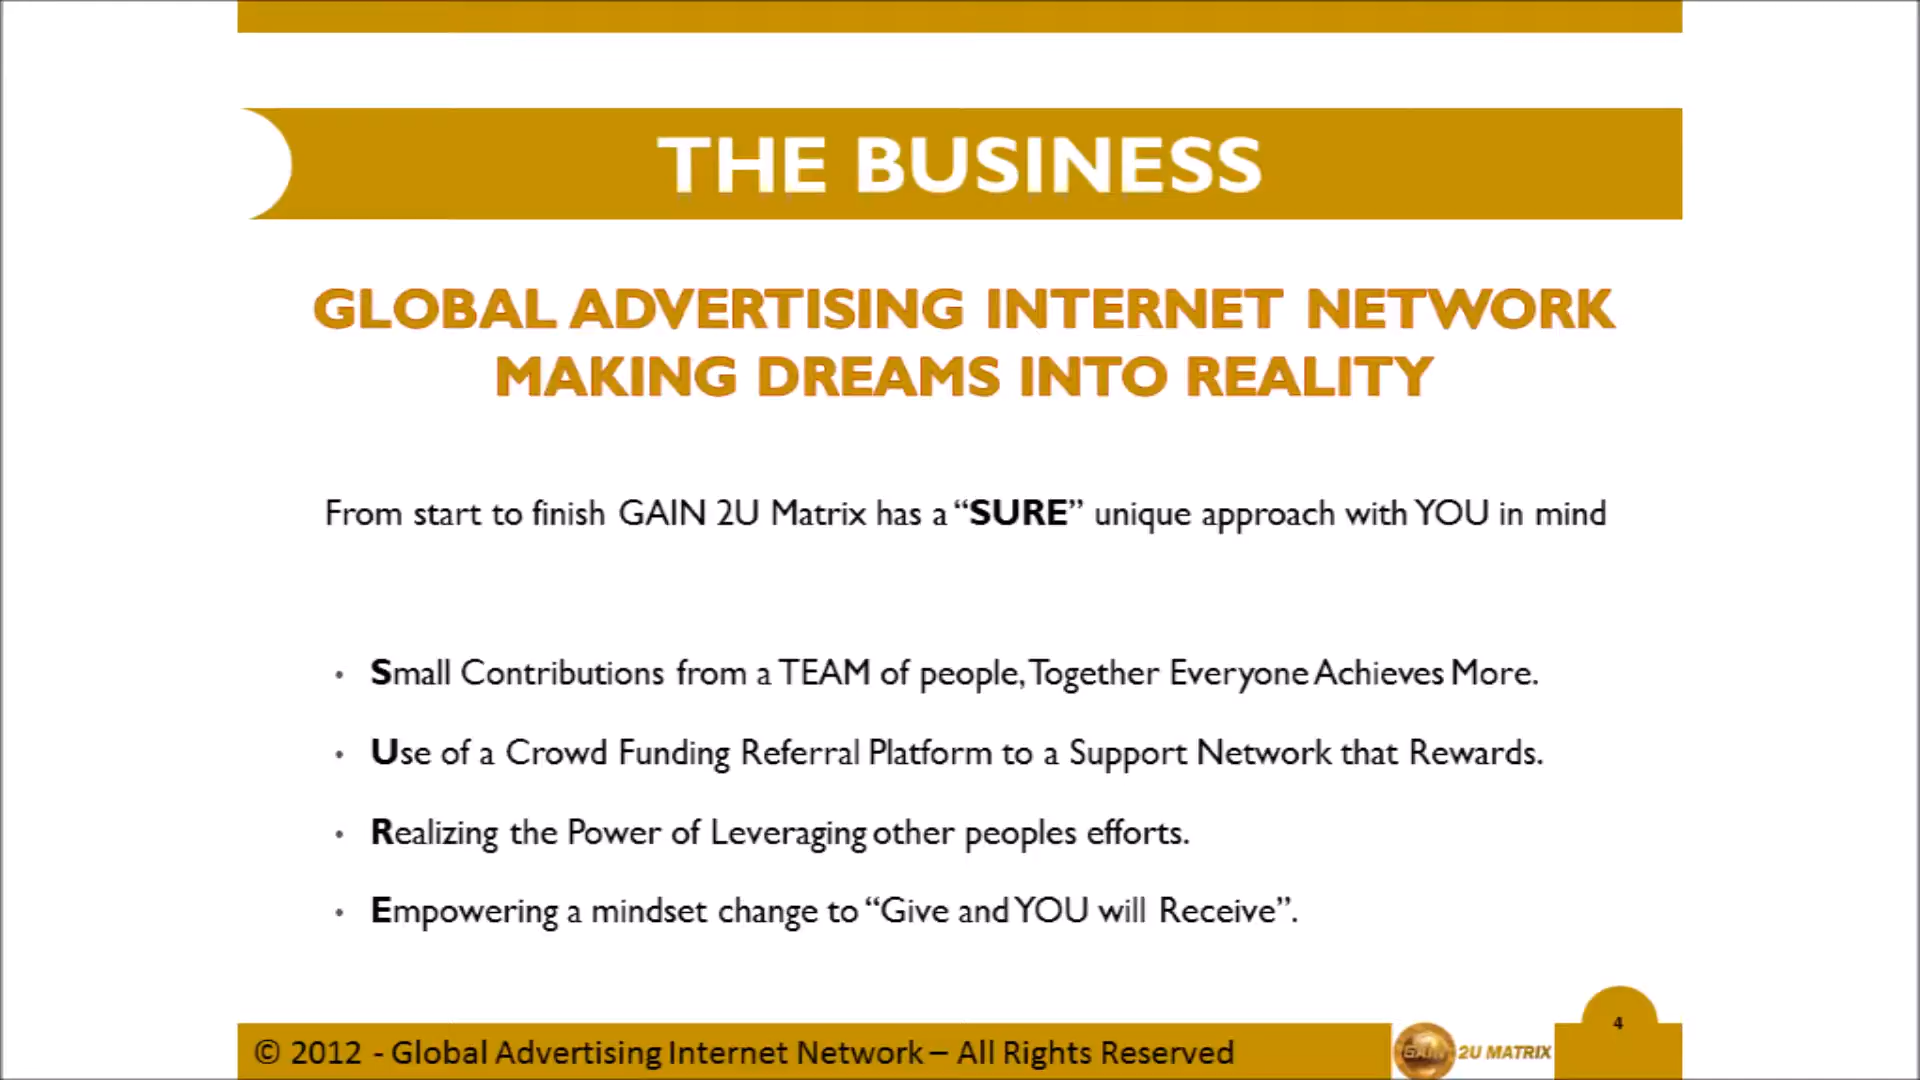 THE BUSINESS
GLOBAL ADVERTISING INTERNET NETWORK
MAKING DREAMS INTO REALITY
From start to finish GAIN 2U Matrix has a “SURE” unique approach with YOU in mind
• Small Contributions from a TEAM of people, Together Everyone Achieves More.
• Use of a Crowd Funding Referral Platform to a Support Network that Rewards.
• Realizing the Power of Leveraging other peoples efforts.
• Empowering a mindset change to “Give and YOU will Receive”.
4
© 2012 - Global Advertising Internet Network – All Rights Reserved
GAIN 2U MATRIX